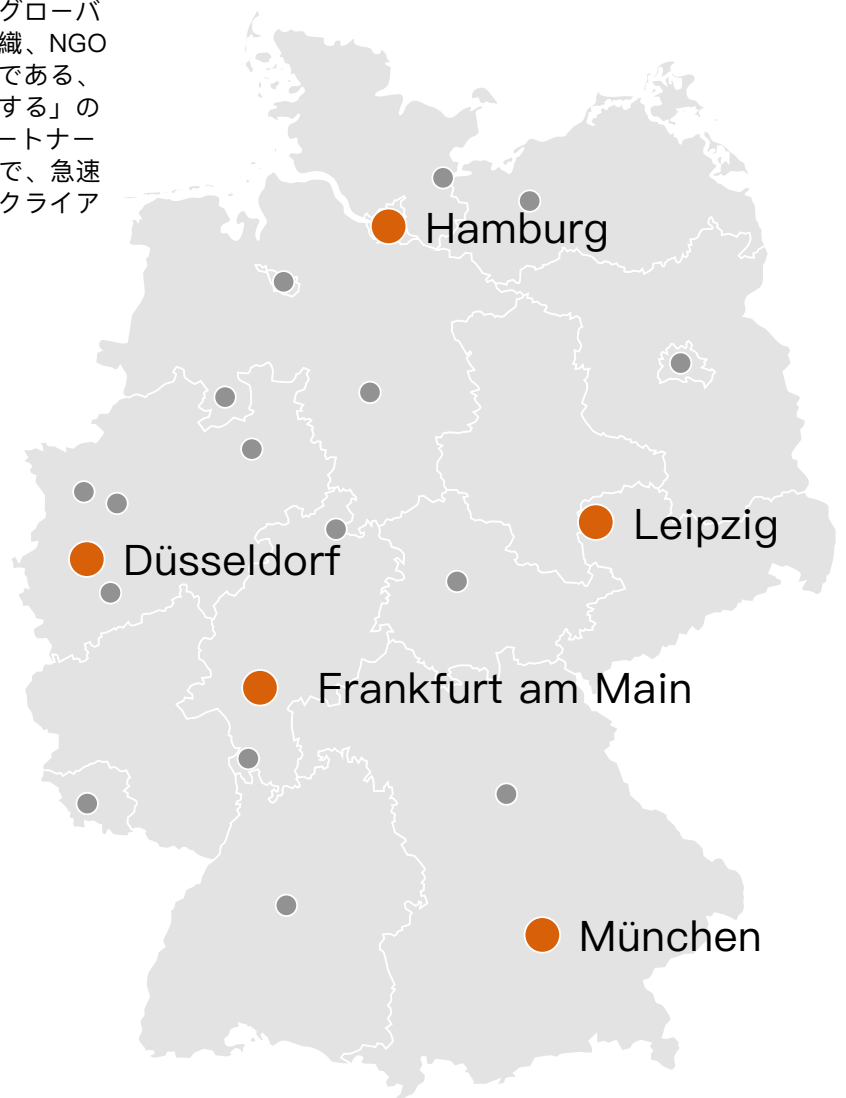 グローバ
織、NGO
である、
する」の
ートナー
で、急速
クライア
Hamburg
Leipzig
Düsseldorf
Frankfurt am Main
München